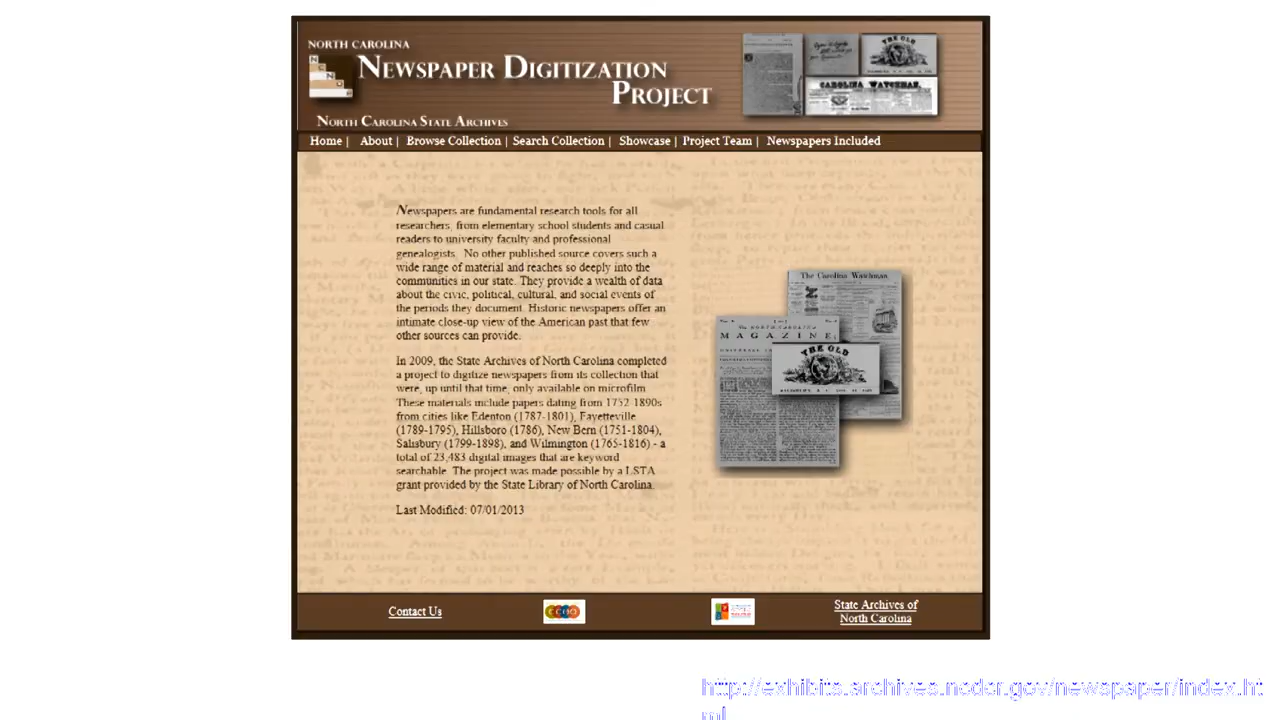 NORTH CAROLINA
NEWSPAPER DIGITIZATION
PROJECT
NORTH CAROLINA STATE ARCHIVES
THE OLD
CAROLINA WATCHMAN.
Home | About | Browse Collection | Search Collection | Showcase | Project Team | Newspapers Included
Newspapers are fundamental research tools for all
researchers, from elementary school students and casual
readers to university faculty and professional
genealogists. No other published source covers such a
wide range of material and reaches so deeply into the
communities in our state. They provide a wealth of data
about the civic, political, cultural, and social events of
the periods they document. Historic newspapers offer an
intimate close-up view of the American past that few
other sources can provide.
In 2009, the State Archives of North Carolina completed
a project to digitize newspapers from its collection that
were, up until that time, only available on microfilm.
These materials include papers dating from 1752-1890s
from cities like Edenton (1787-1801), Fayetteville
(1789-1795), Hillsboro (1786), New Bern (1751-1804),
Salisbury (1799-1898), and Wilmington (1765-1816) - a
total of 23,483 digital images that are keyword
searchable. The project was made possible by a LSTA
grant provided by the State Library of North Carolina.
Last Modified: 07/01/2013
The Carolina Watchman.
The NORTH CAROLINA
MAGAZINE;
THE OLD
Contact Us
State Archives of
North Carolina
http://exhibits.archives.ncdcr.gov/newspaper/index.ht
ml